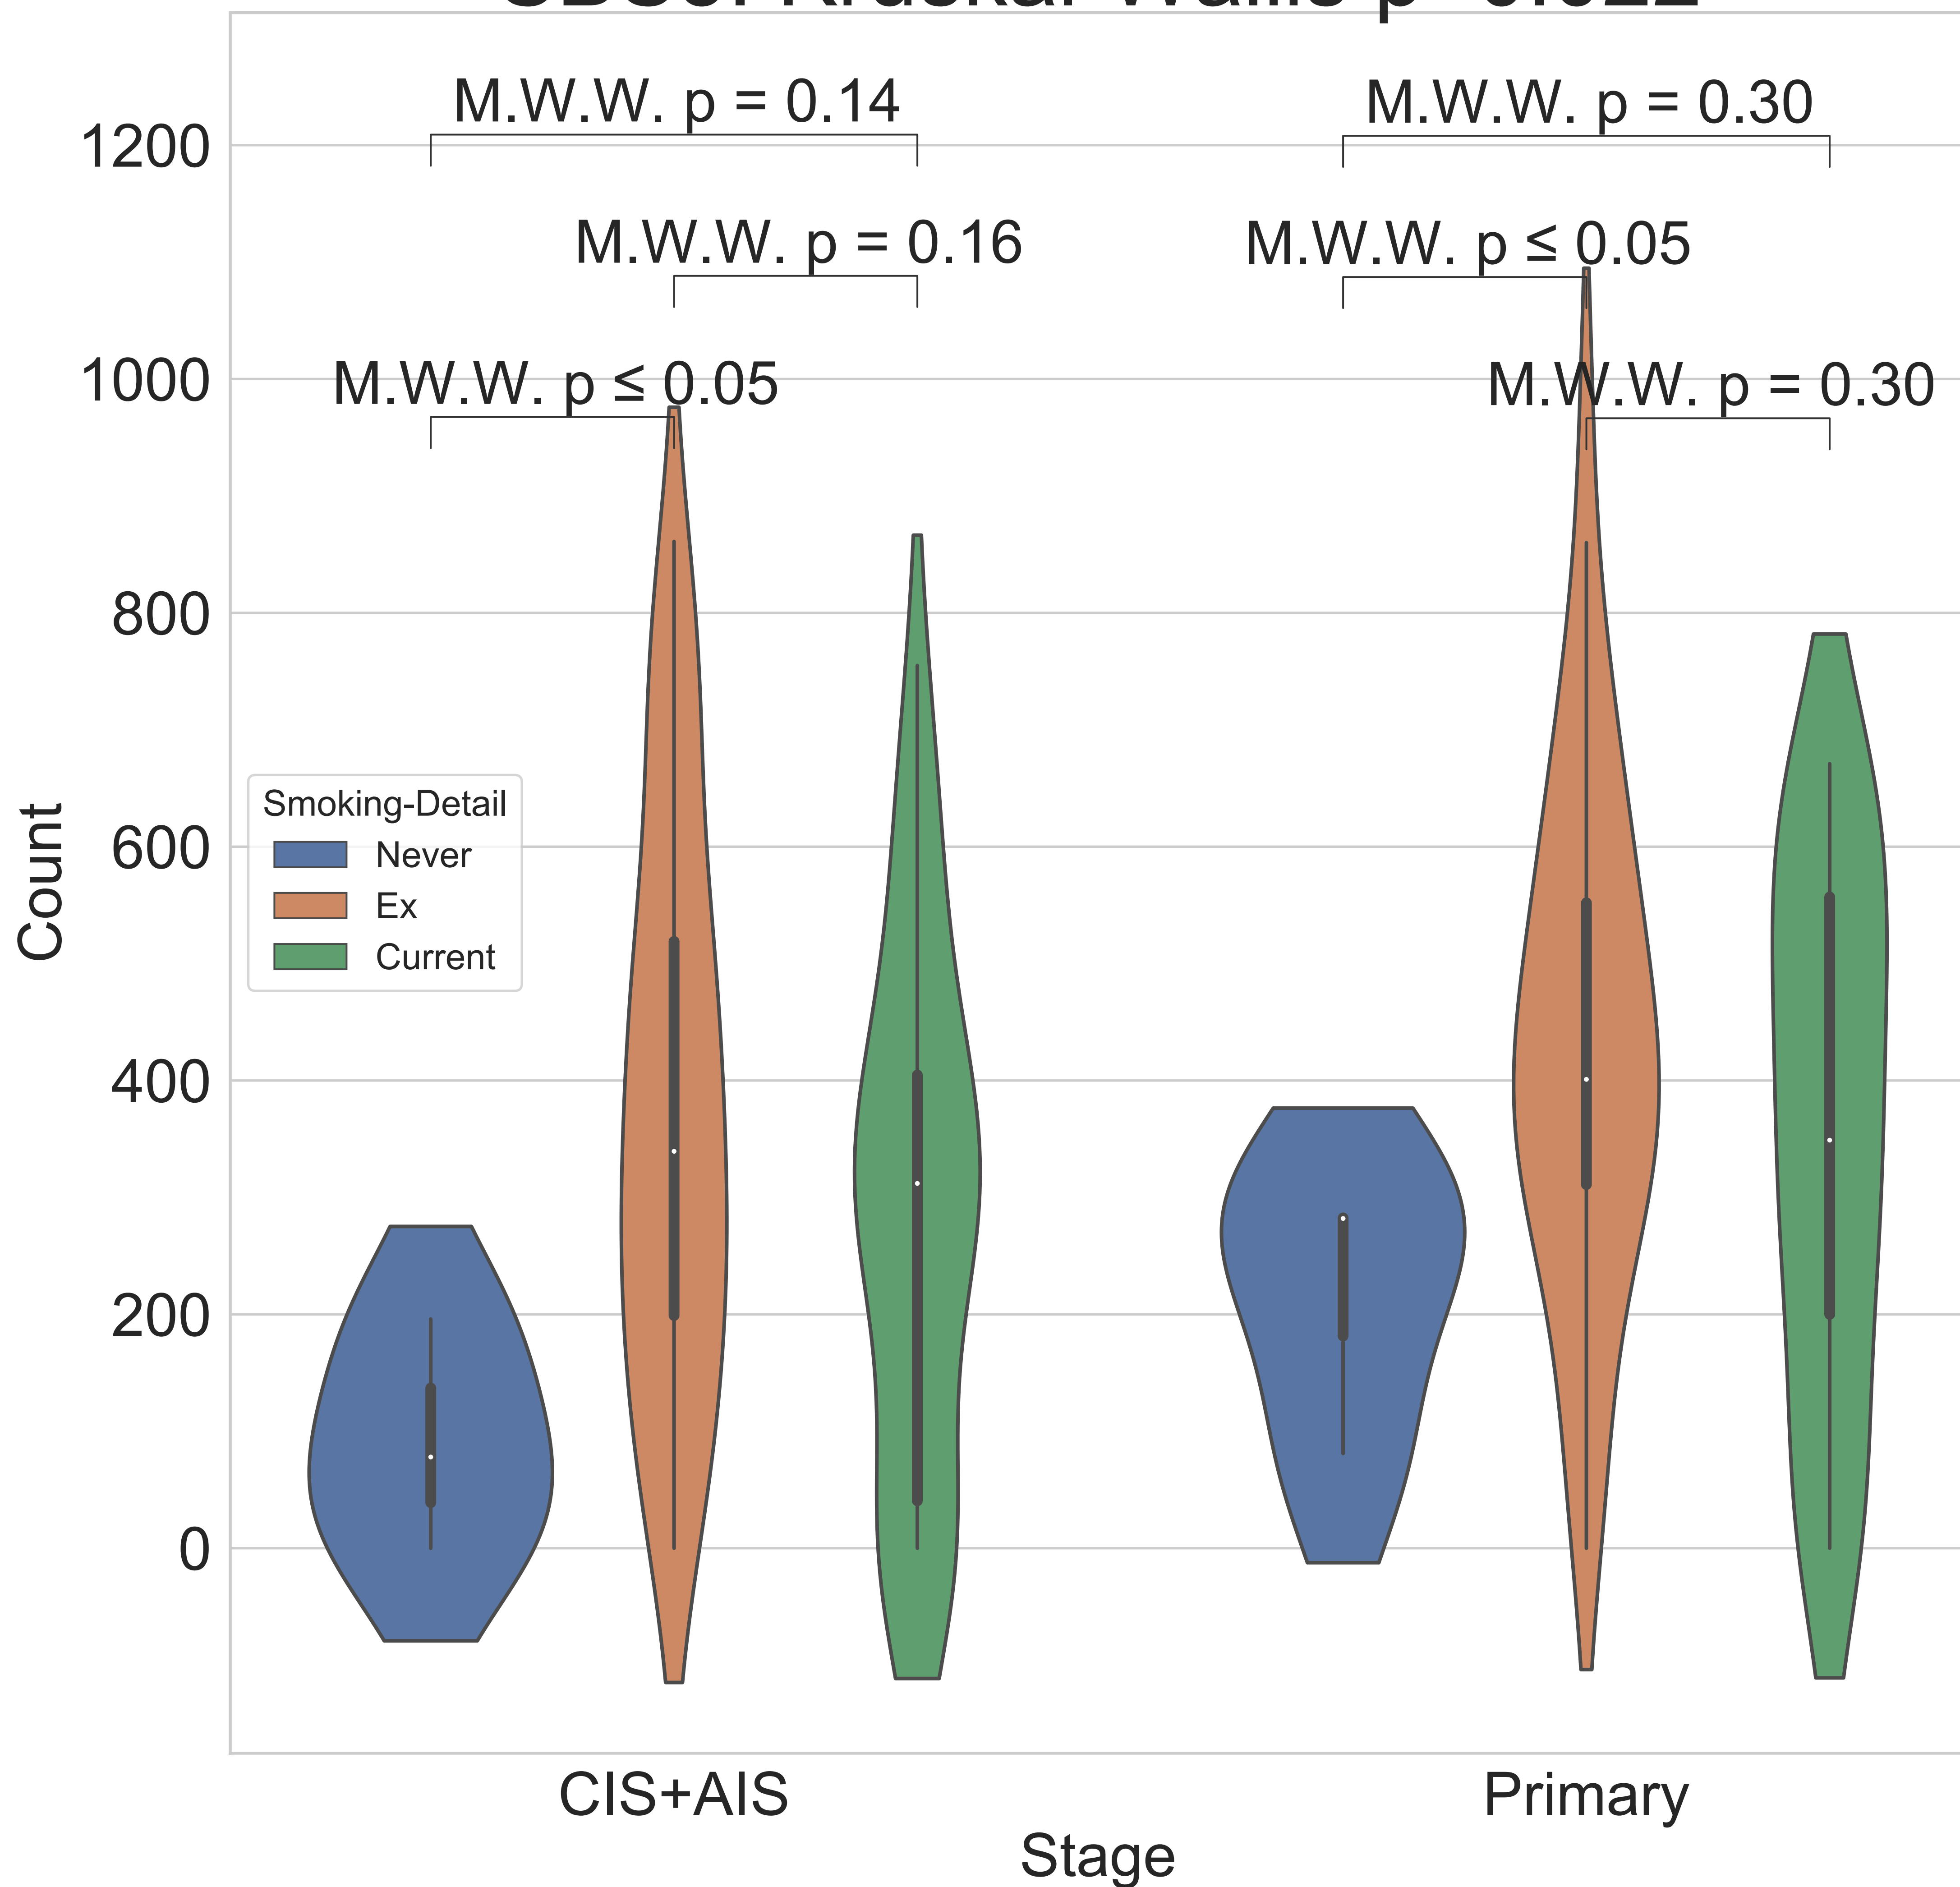 M.W.W. p = 0.14
M.W.W. p = 0.30
1200
M.W.W. p = 0.16
M.W.W. p ≤ 0.05
1000
M.W.W. p ≤ 0.05
M.W.W. p = 0.30
800
600
400
200
0
Count
Smoking-Detail
Never
Ex
Current
CIS+AIS
Primary
Stage